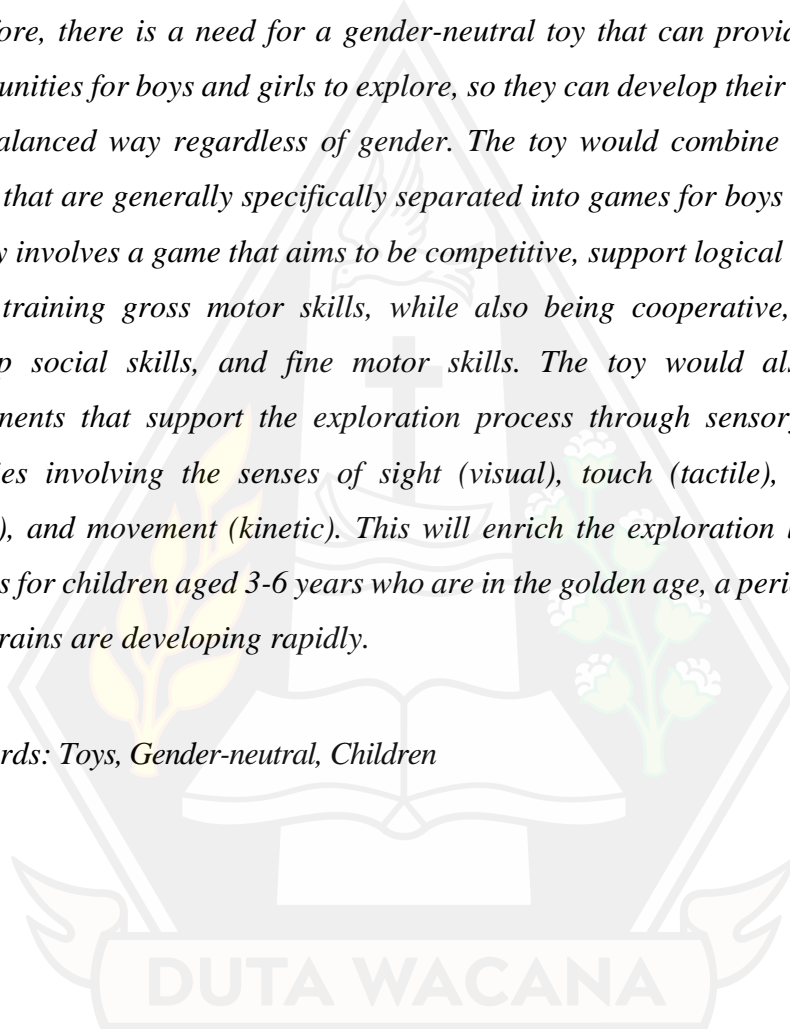 ore, there is a need for a gender-neutral toy that can provid
unities for boys and girls to explore, so they can develop their
alanced way regardless of gender. The toy would combine
that are generally specifically separated into games for boys
y involves a game that aims to be competitive, support logical
training gross motor skills, while also being cooperative,
p social skills, and fine motor skills. The toy would als
nents that support the exploration process through sensory
es involving the senses of sight (visual), touch (tactile),
), and movement (kinetic). This will enrich the exploration l
s for children aged 3-6 years who are in the golden age, a peri
rains are developing rapidly.
rds: Toys, Gender-neutral, Children
DUTA WACANA